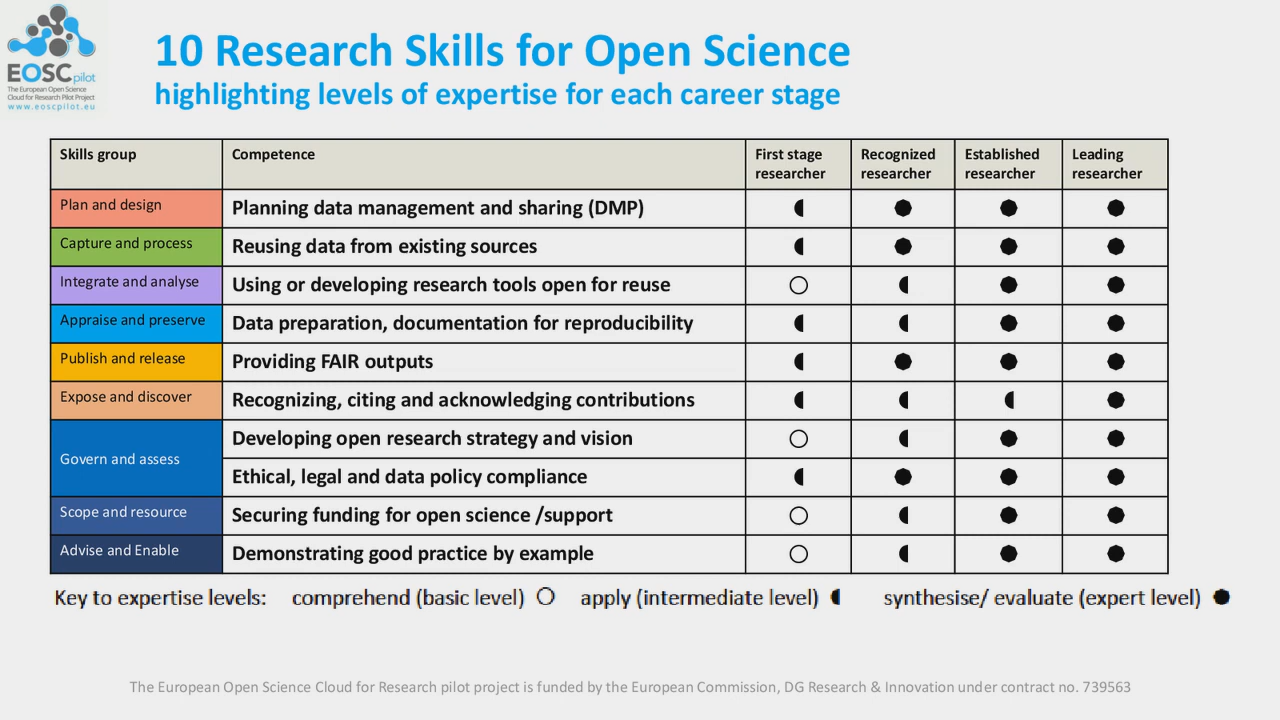 EOSCpilot
The European Open Science
Cloud for Research Pilot Project
www.eoscpilot.eu
10 Research Skills for Open Science
highlighting levels of expertise for each career stage
Skills group Competence First stage researcher Recognized researcher Established researcher Leading researcher
Plan and design Planning data management and sharing (DMP)
Capture and process Reusing data from existing sources
Integrate and analyse Using or developing research tools open for reuse
Appraise and preserve Data preparation, documentation for reproducibility
Publish and release Providing FAIR outputs
Expose and discover Recognizing, citing and acknowledging contributions
Govern and assess Developing open research strategy and vision
Ethical, legal and data policy compliance
Scope and resource Securing funding for open science /support
Advise and Enable Demonstrating good practice by example
Key to expertise levels: comprehend (basic level) apply (intermediate level) synthesise/ evaluate (expert level)
The European Open Science Cloud for Research pilot project is funded by the European Commission, DG Research & Innovation under contract no. 739563